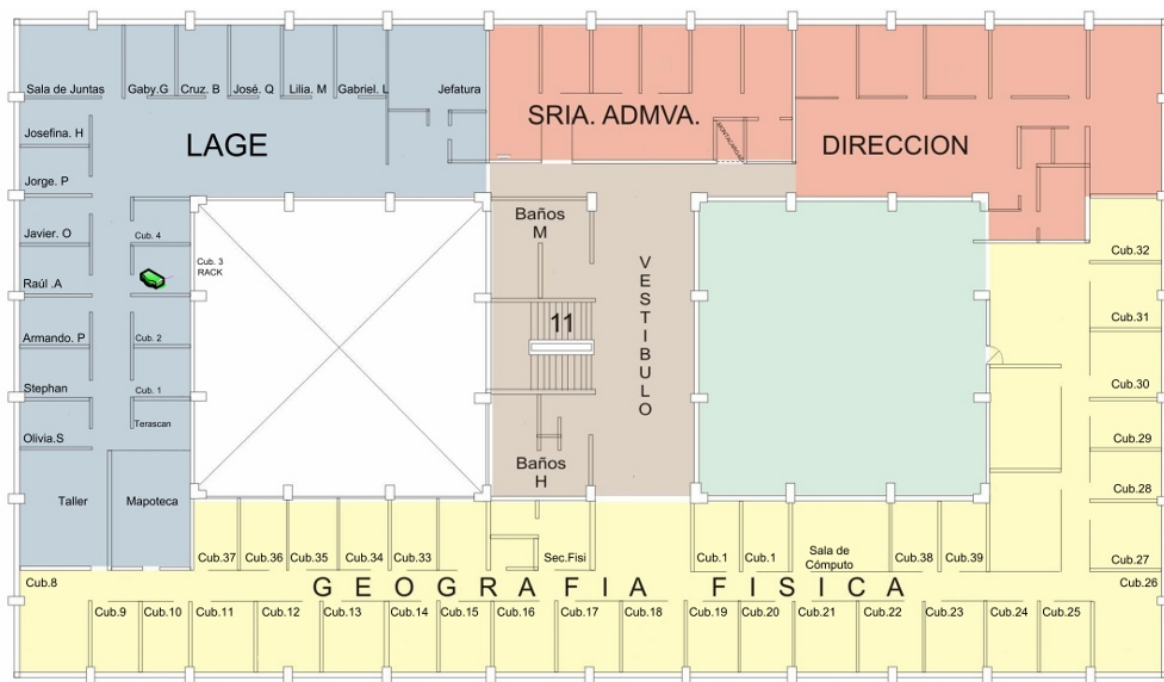 Sala de Juntas
Gaby.G
Cruz. B
José. Q
Lilia. M
Gabriel. L
Jefatura
SRIA. ADMVA.
MONTACARGAS
DIRECCION
LAGE
Josefina. H
Jorge. P
Javier. O
Cub. 4
Raúl .A
Cub. 3
RACK
Armando. P
Cub. 2
Stephan
Cub. 1
Terascan
Olivia.S
Taller
Mapoteca
Baños
M
11
VESTIBULO
Baños
H
Cub.32
Cub.31
Cub.30
Cub.29
Cub.28
Cub.27
Cub.26
Cub.37
Cub.36
Cub.35
Cub.34
Cub.33
Sec.Fisi
Cub.1
Cub.1
Sala de
Cómputo
Cub.38
Cub.39
GEOGRAFIA FISICA
Cub.8
Cub.9
Cub.10
Cub.11
Cub.12
Cub.13
Cub.14
Cub.15
Cub.16
Cub.17
Cub.18
Cub.19
Cub.20
Cub.21
Cub.22
Cub.23
Cub.24
Cub.25